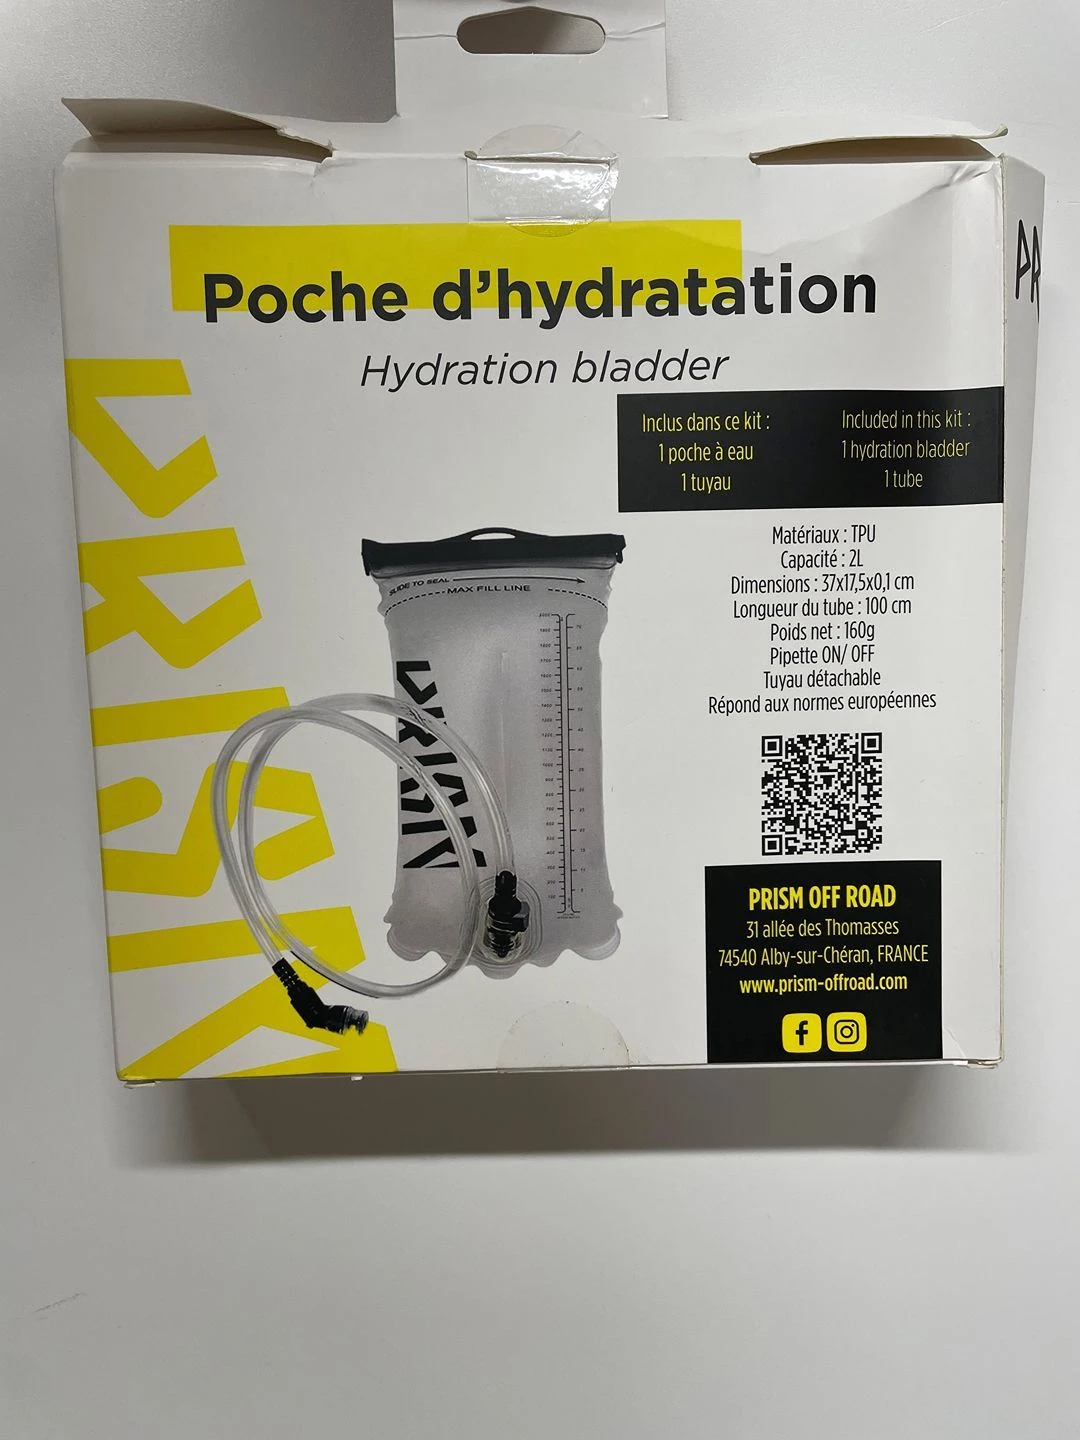 Poche d'hydratation
Hydration bladder
PR
Inclus dans ce kit :
1 poche à eau
1 tuyau
Included in this kit :
1 hydration bladder
1 tube
Matériaux : TPU
Capacité : 2L
Dimensions : 37x17,5x0,1 cm
Longueur du tube : 100 cm
Poids net : 160g
Pipette ON/ OFF
Tuyau détachable
Répond aux normes européennes
PRISM
SLIDE TO SEAL
MAX FILL LINE
PRISM
PRISM OFF ROAD
31 allée des Thomasses
74540 Alby-sur-Chéran, FRANCE
www.prism-offroad.com